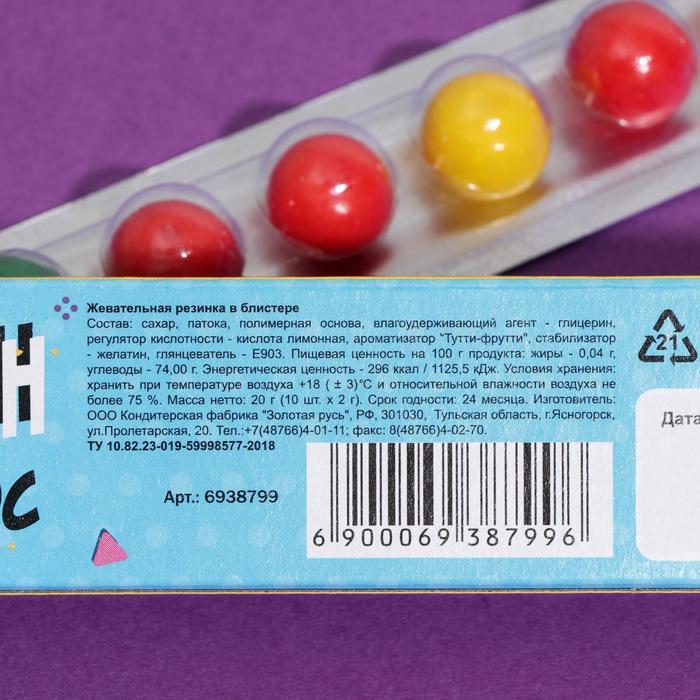 Жевательная резинка в блистере
Состав: сахар, патока, полимерная основа, влагоудерживающий агент - глицерин,
регулятор кислотности - кислота лимонная, ароматизатор "Тутти-фрутти", стабилизатор
- желатин, глянцеватель - Е903. Пищевая ценность на 100 г продукта: жиры - 0,04 г,
углеводы - 74,00 г. Энергетическая ценность - 296 ккал / 1125,5 кДж. Условия хранения:
хранить при температуре воздуха +18 ( ± 3)°С и относительной влажности воздуха не
более 75 %. Масса нетто: 20 г (10 шт. х 2 г). Срок годности: 24 месяца. Изготовитель:
ООО Кондитерская фабрика "Золотая русь", РФ, 301030, Тульская область, г.Ясногорск,
ул.Пролетарская, 20. Тел.:+7(48766)4-01-11; факс: 8(48766)4-02-70.
ТУ 10.82.23-019-59998577-2018
Арт.: 6938799
6 900069 387996
21
Дата